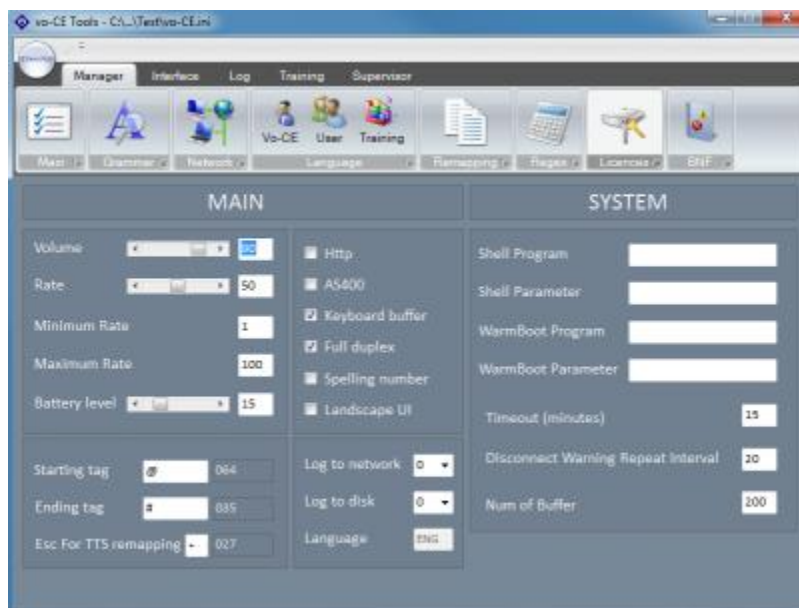 vo-CE Tools - C:\...\Test\vo-CE.ini
Manager Interface Log Training Supervisor
Vo-CE User Training
Main Grammar Network Language Remapping Regex Licences BNF
MAIN SYSTEM
Volume
Rate 50
Minimum Rate 1
Maximum Rate 100
Battery level 15
Http
AS400
Keyboard buffer
Full duplex
Spelling number
Landscape UI
Shell Program
Shell Parameter
WarmBoot Program
WarmBoot Parameter
Timeout (minutes) 15
Disconnect Warning Repeat Interval 20
Num of Buffer 200
Starting tag @ 064
Ending tag # 035
Esc For TTS remapping 027
Log to network 0
Log to disk 0
Language ENG